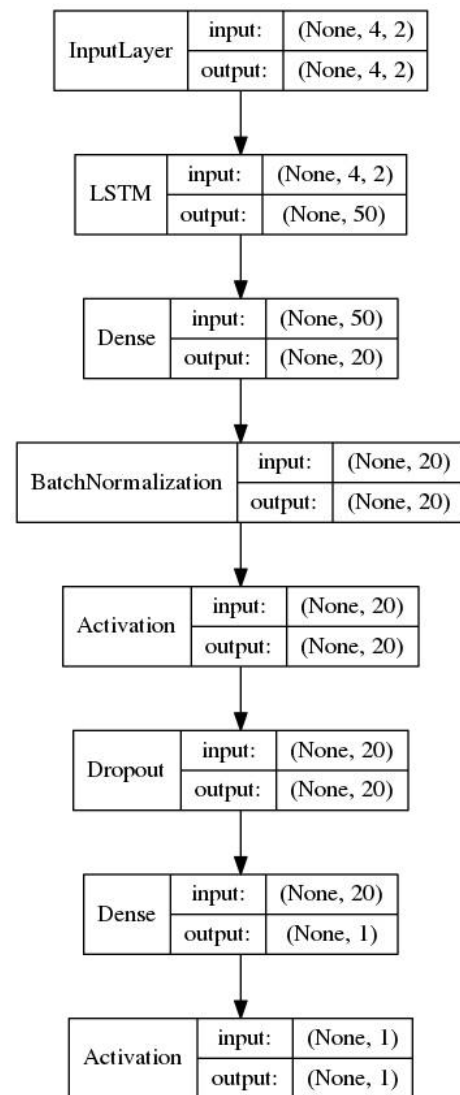 InputLayer
input: (None, 4, 2)
output: (None, 4, 2)
LSTM
input: (None, 4, 2)
output: (None, 50)
Dense
input: (None, 50)
output: (None, 20)
BatchNormalization
input: (None, 20)
output: (None, 20)
Activation
input: (None, 20)
output: (None, 20)
Dropout
input: (None, 20)
output: (None, 20)
Dense
input: (None, 20)
output: (None, 1)
Activation
input: (None, 1)
output: (None, 1)